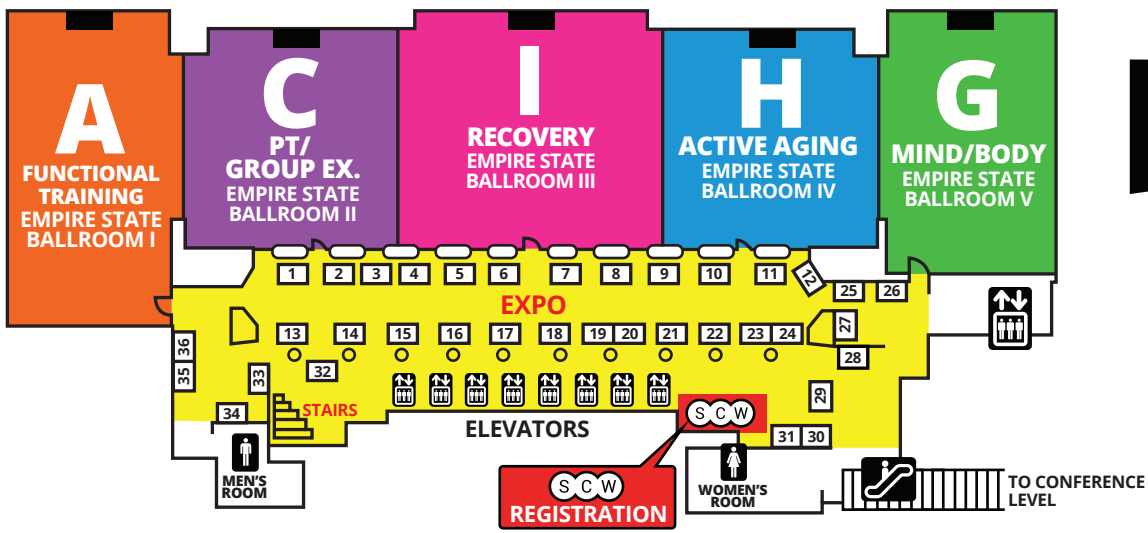 A
FUNCTIONAL
TRAINING
EMPIRE STATE
BALLROOM I
C
PT/
GROUP EX.
EMPIRE STATE
BALLROOM II
I
RECOVERY
EMPIRE STATE
BALLROOM III
H
ACTIVE AGING
EMPIRE STATE
BALLROOM IV
G
MIND/BODY
EMPIRE STATE
BALLROOM V
1 2 3 4 5 6 7 8 9 10 11 12
25 26
EXPO
13 14 15 16 17 18 19 20 21 22 23 24
27
28
36
35
33
32
29
34
STAIRS
SCW
31 30
ELEVATORS
MEN'S
ROOM
SCW
REGISTRATION
WOMEN'S
ROOM
TO CONFERENCE
LEVEL